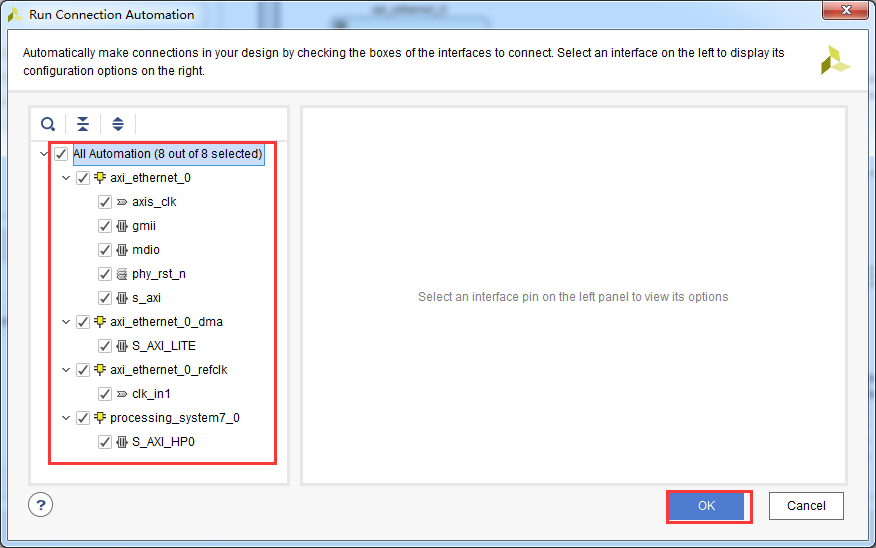 Run Connection Automation
Automatically make connections in your design by checking the boxes of the interfaces to connect. Select an interface on the left to display its
configuration options on the right.
All Automation (8 out of 8 selected)
axi_ethernet_0
axis_clk
gmii
mdio
phy_rst_n
s_axi
axi_ethernet_0_dma
S_AXI_LITE
axi_ethernet_0_refclk
clk_in1
processing_system7_0
S_AXI_HP0
Select an interface pin on the left panel to view its options
?
OK
Cancel